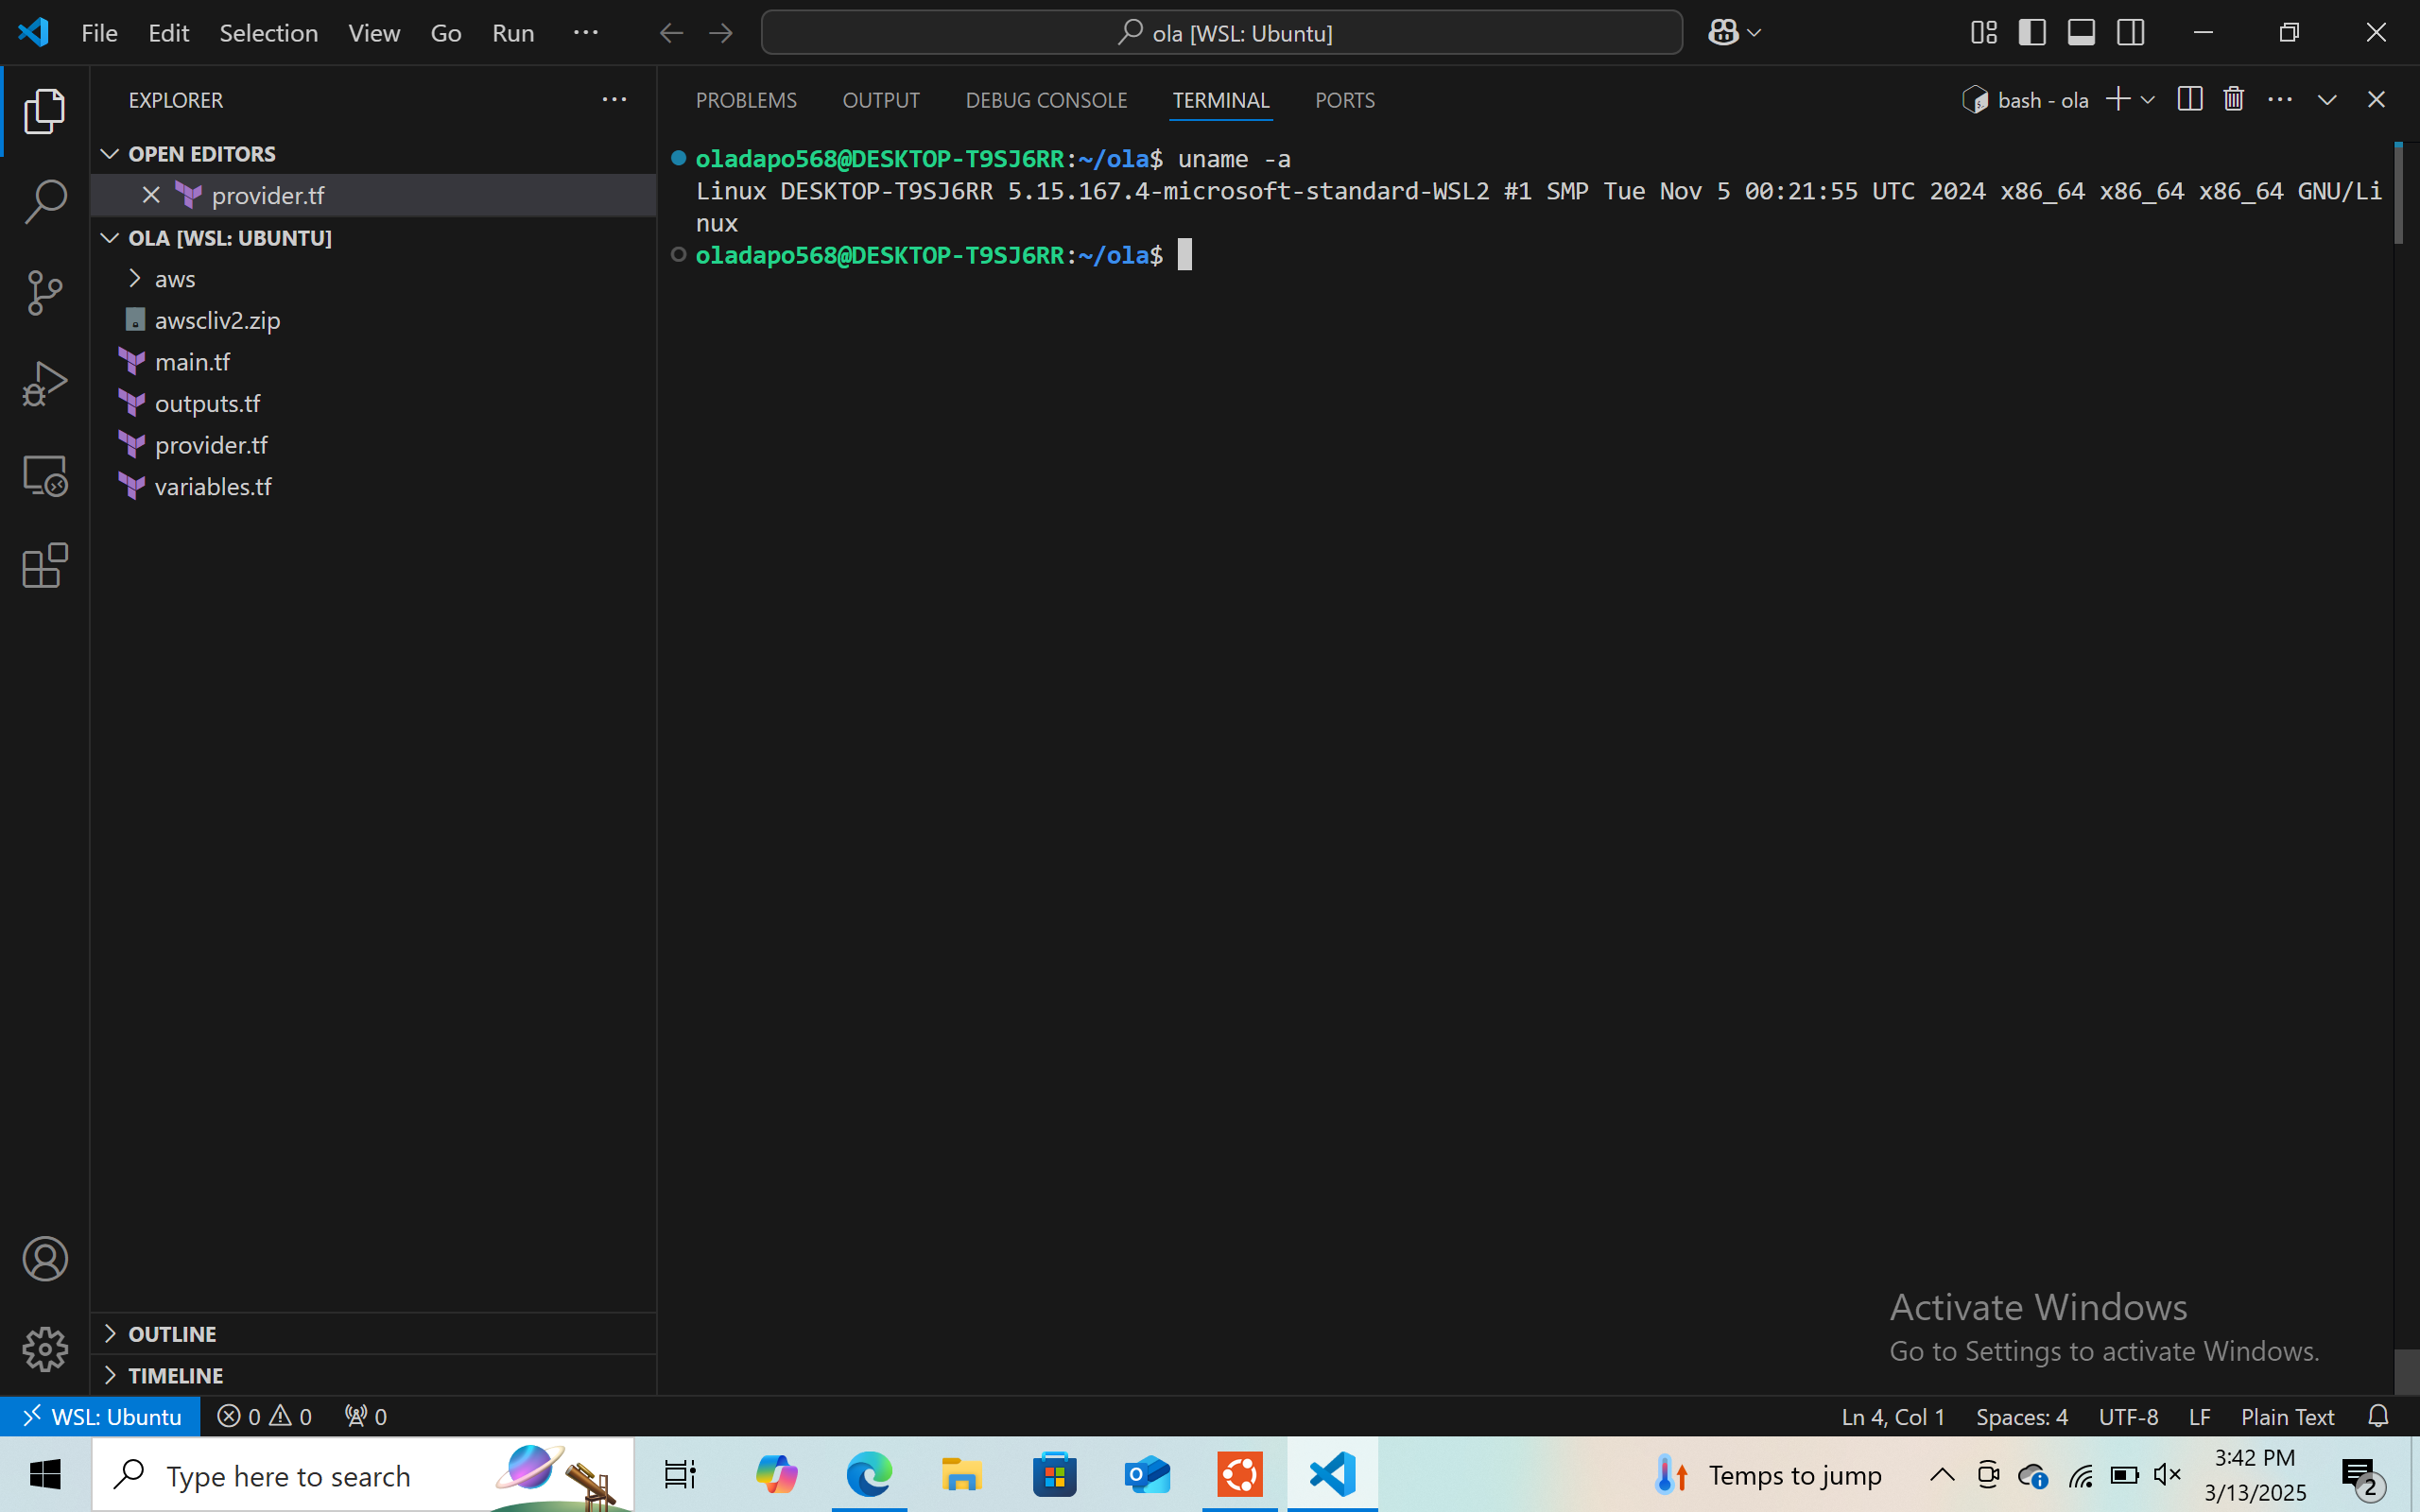 File Edit Selection View Go Run ···
ola [WSL: Ubuntu]
EXPLORER
PROBLEMS OUTPUT DEBUG CONSOLE TERMINAL PORTS
bash - ola
OPEN EDITORS
provider.tf
OLA [WSL: UBUNTU]
aws
awscliv2.zip
main.tf
outputs.tf
provider.tf
variables.tf
oladapo568@DESKTOP-T9SJ6RR:~/ola$ uname -a
Linux DESKTOP-T9SJ6RR 5.15.167.4-microsoft-standard-WSL2 #1 SMP Tue Nov 5 00:21:55 UTC 2024 x86_64 x86_64 x86_64 GNU/Li
nux
oladapo568@DESKTOP-T9SJ6RR:~/ola$
OUTLINE
TIMELINE
Activate Windows
Go to Settings to activate Windows.
WSL: Ubuntu 0 0 0
Ln 4, Col 1 Spaces: 4 UTF-8 LF Plain Text
Type here to search
Temps to jump
3:42 PM
3/13/2025
2